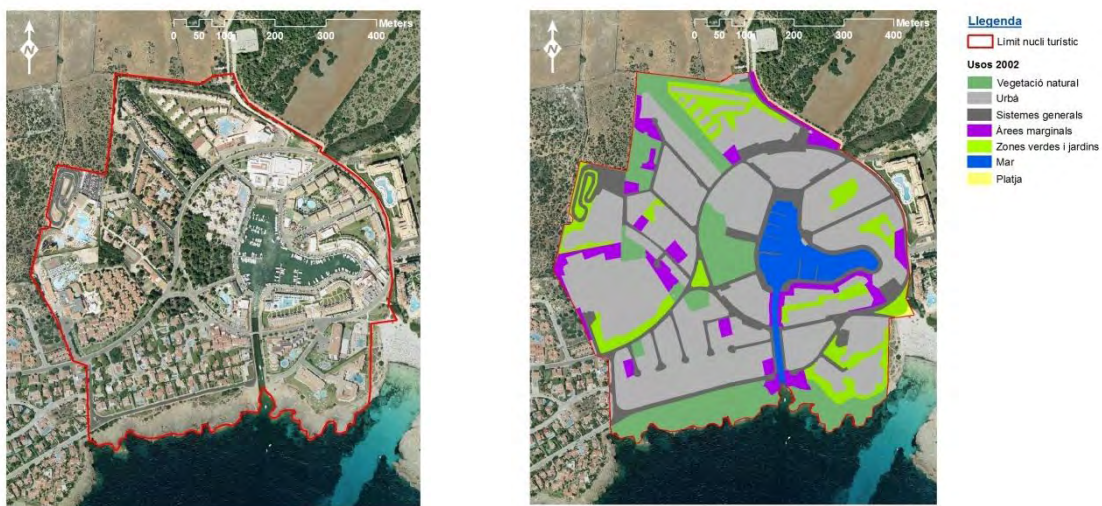 Meters
0 50 100 200 300 400
N
Meters
0 50 100 200 300 400
N
Llegenda
Límit nucli turístic
Usos 2002
Vegetació natural
Urbà
Sistemes generals
Àrees marginals
Zones verdes i jardins
Mar
Platja